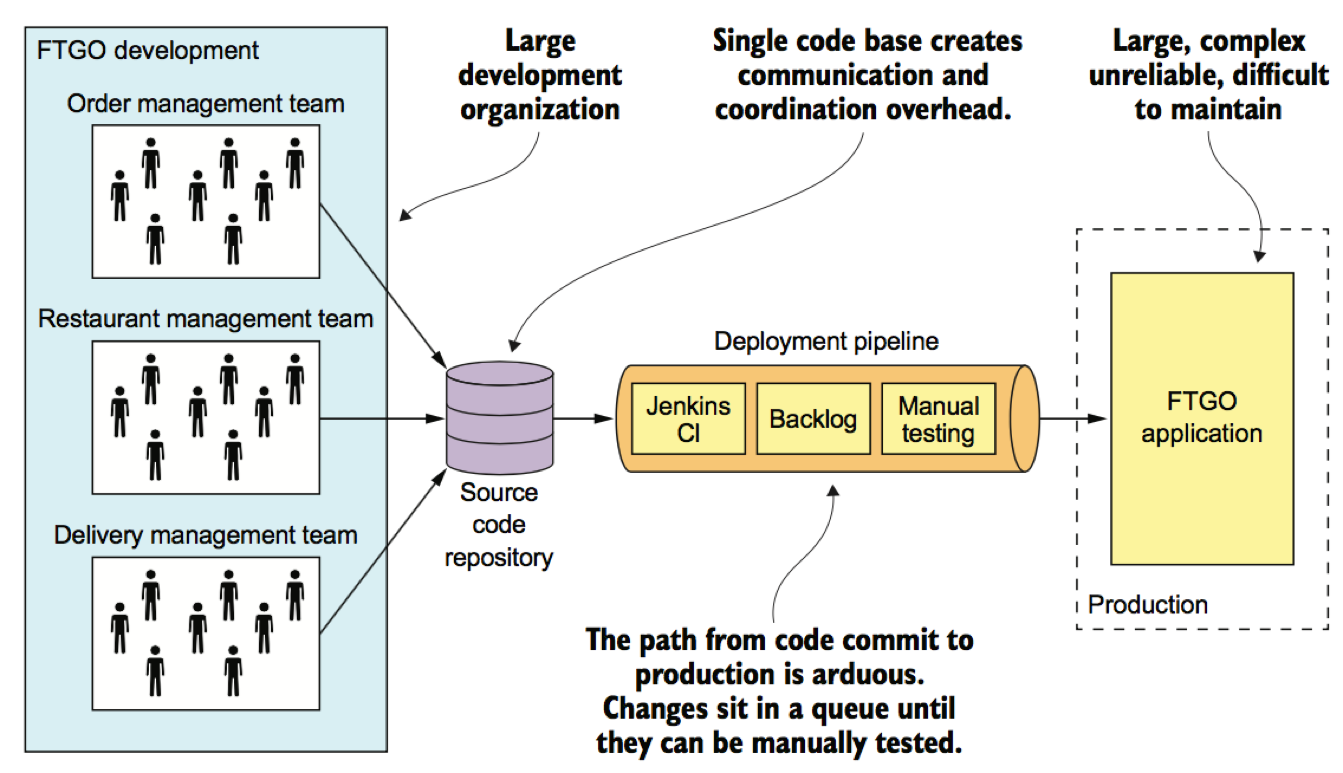 FTGO development
Order management team
Restaurant management team
Delivery management team
Large
development
organization
Single code base creates
communication and
coordination overhead.
Large, complex
unreliable, difficult
to maintain
Source
code
repository
Deployment pipeline
Jenkins
CI
Backlog
Manual
testing
The path from code commit to
production is arduous.
Changes sit in a queue until
they can be manually tested.
FTGO
application
Production